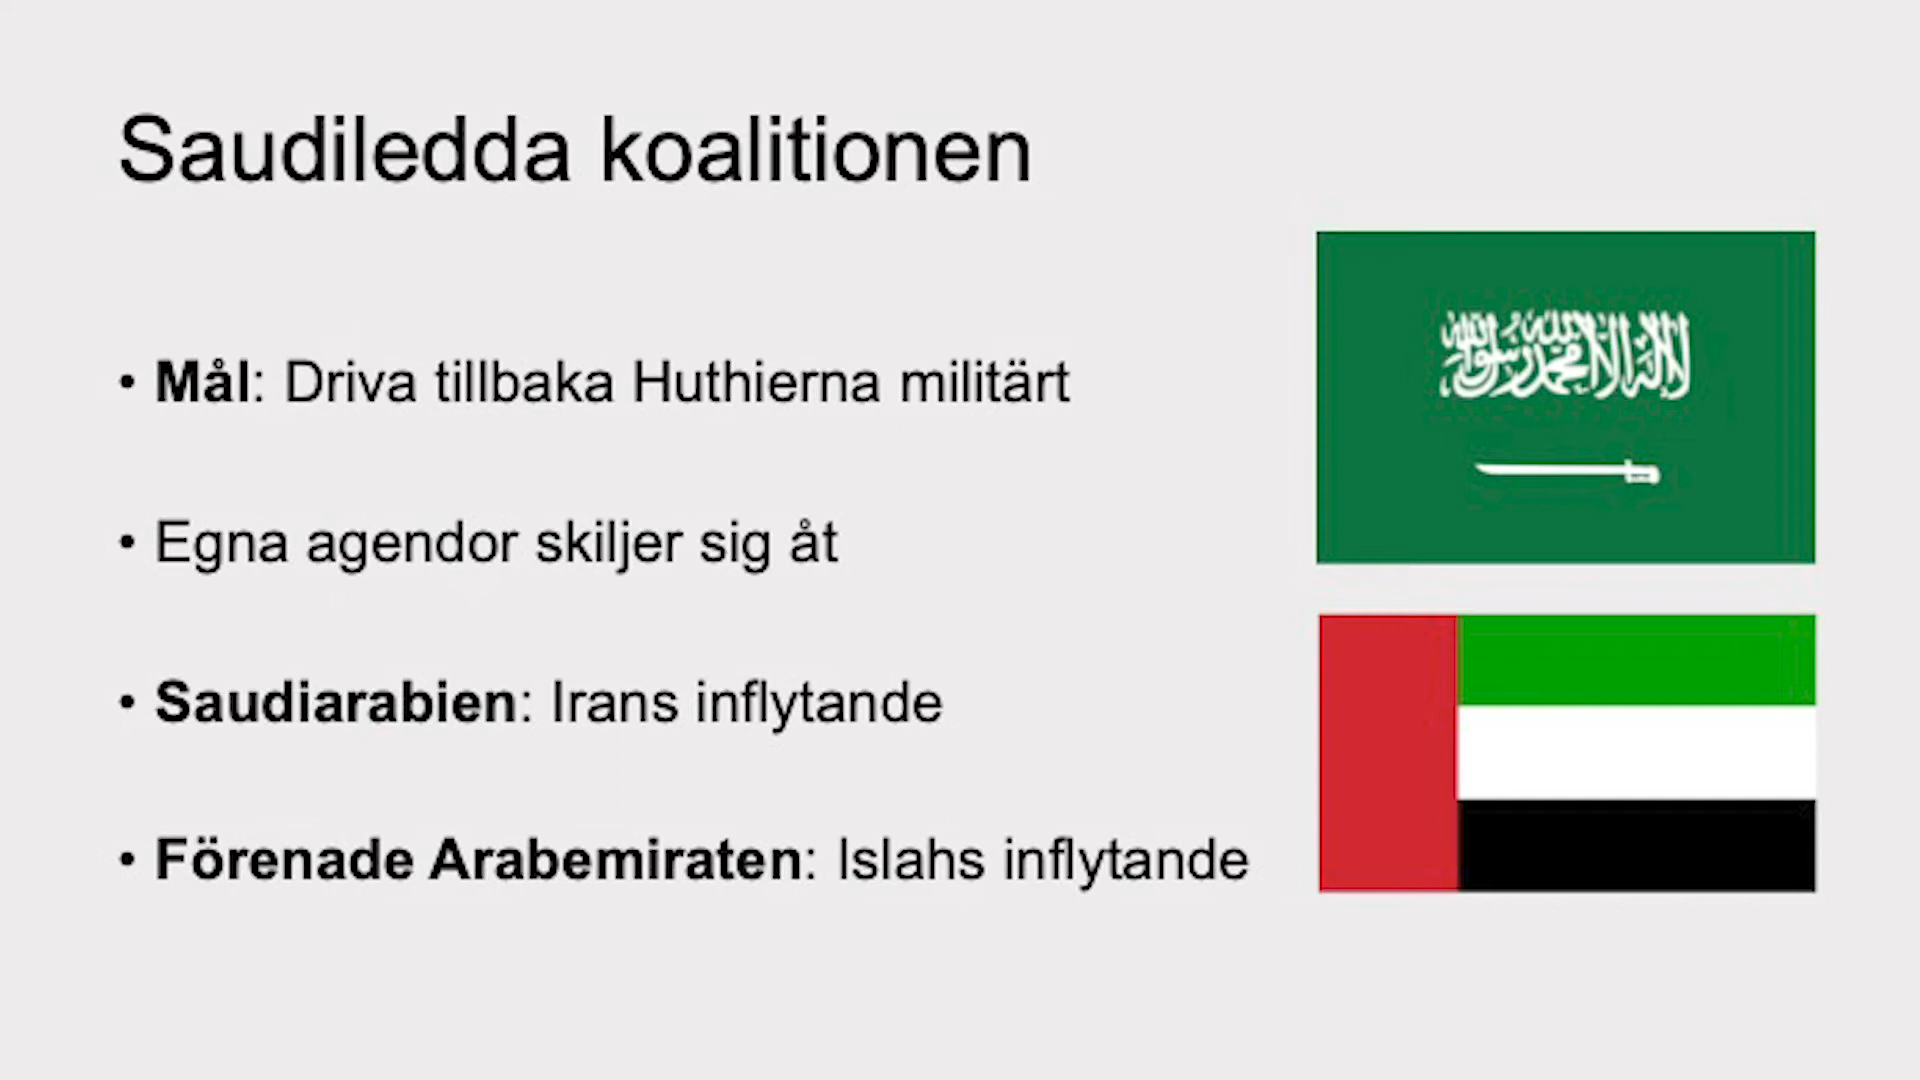 Saudiledda koalitionen
• Mål: Driva tillbaka Huthierna militärt
• Egna agendor skiljer sig åt
• Saudiarabien: Irans inflytande
• Förenade Arabemiraten: Islahs inflytande
لا إله إلا الله محمد رسول الله